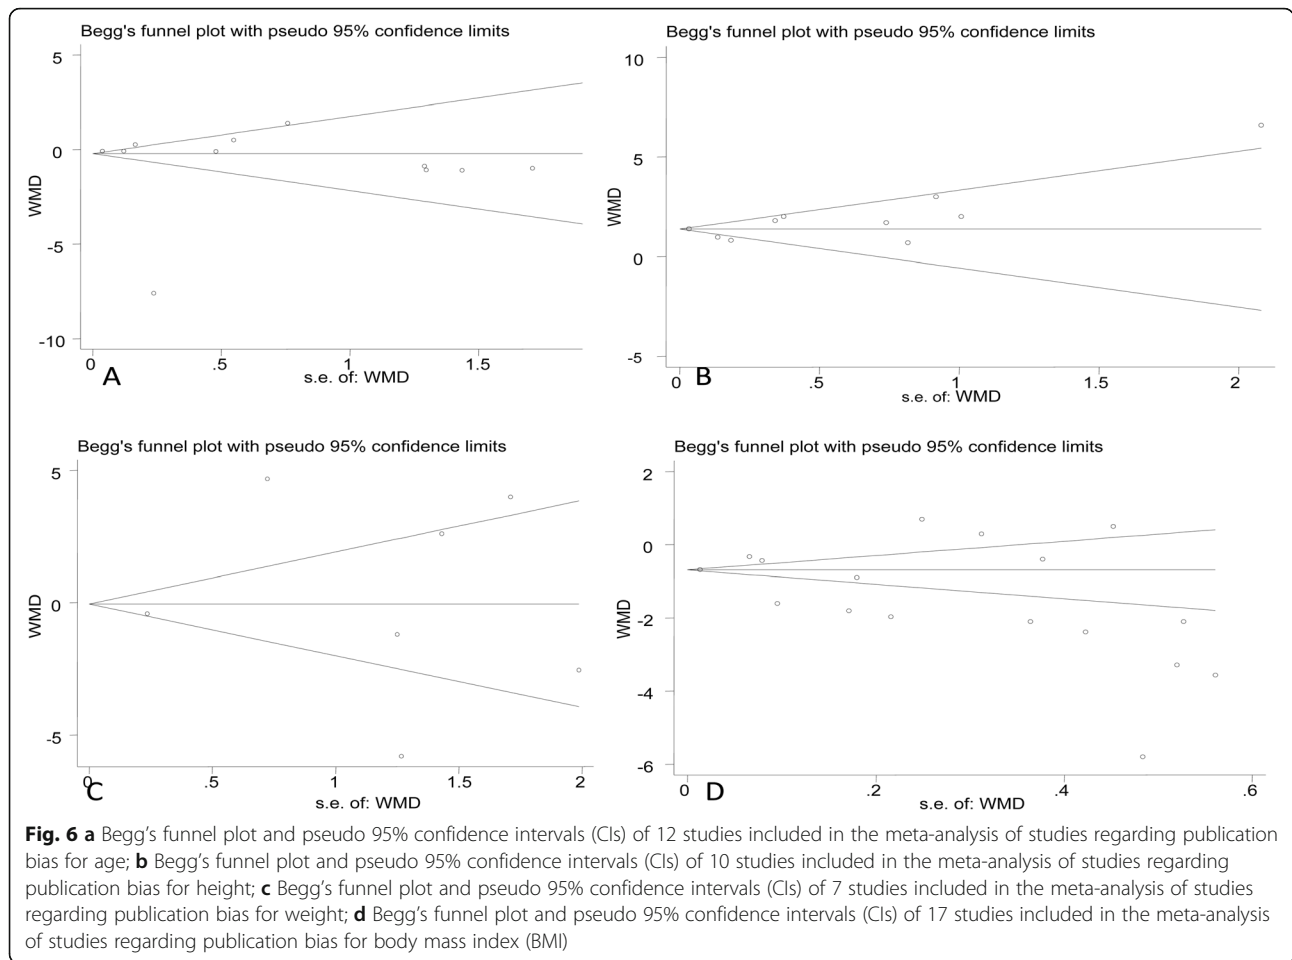 Begg's funnel plot with pseudo 95% confidence limits
5
0
-5
-10
WMD
0
.5
1
1.5
s.e. of: WMD
A
Begg's funnel plot with pseudo 95% confidence limits
10
5
0
-5
WMD
0
.5
1
1.5
2
s.e. of: WMD
B
Begg's funnel plot with pseudo 95% confidence limits
5
0
-5
WMD
0
.5
1
1.5
2
s.e. of: WMD
C
Begg's funnel plot with pseudo 95% confidence limits
2
0
-2
-4
-6
WMD
0
.2
.4
.6
s.e. of: WMD
D
Fig. 6 a Begg's funnel plot and pseudo 95% confidence intervals (CIs) of 12 studies included in the meta-analysis of studies regarding publication
bias for age; b Begg's funnel plot and pseudo 95% confidence intervals (CIs) of 10 studies included in the meta-analysis of studies regarding
publication bias for height; c Begg's funnel plot and pseudo 95% confidence intervals (CIs) of 7 studies included in the meta-analysis of studies
regarding publication bias for weight; d Begg's funnel plot and pseudo 95% confidence intervals (CIs) of 17 studies included in the meta-analysis
of studies regarding publication bias for body mass index (BMI)